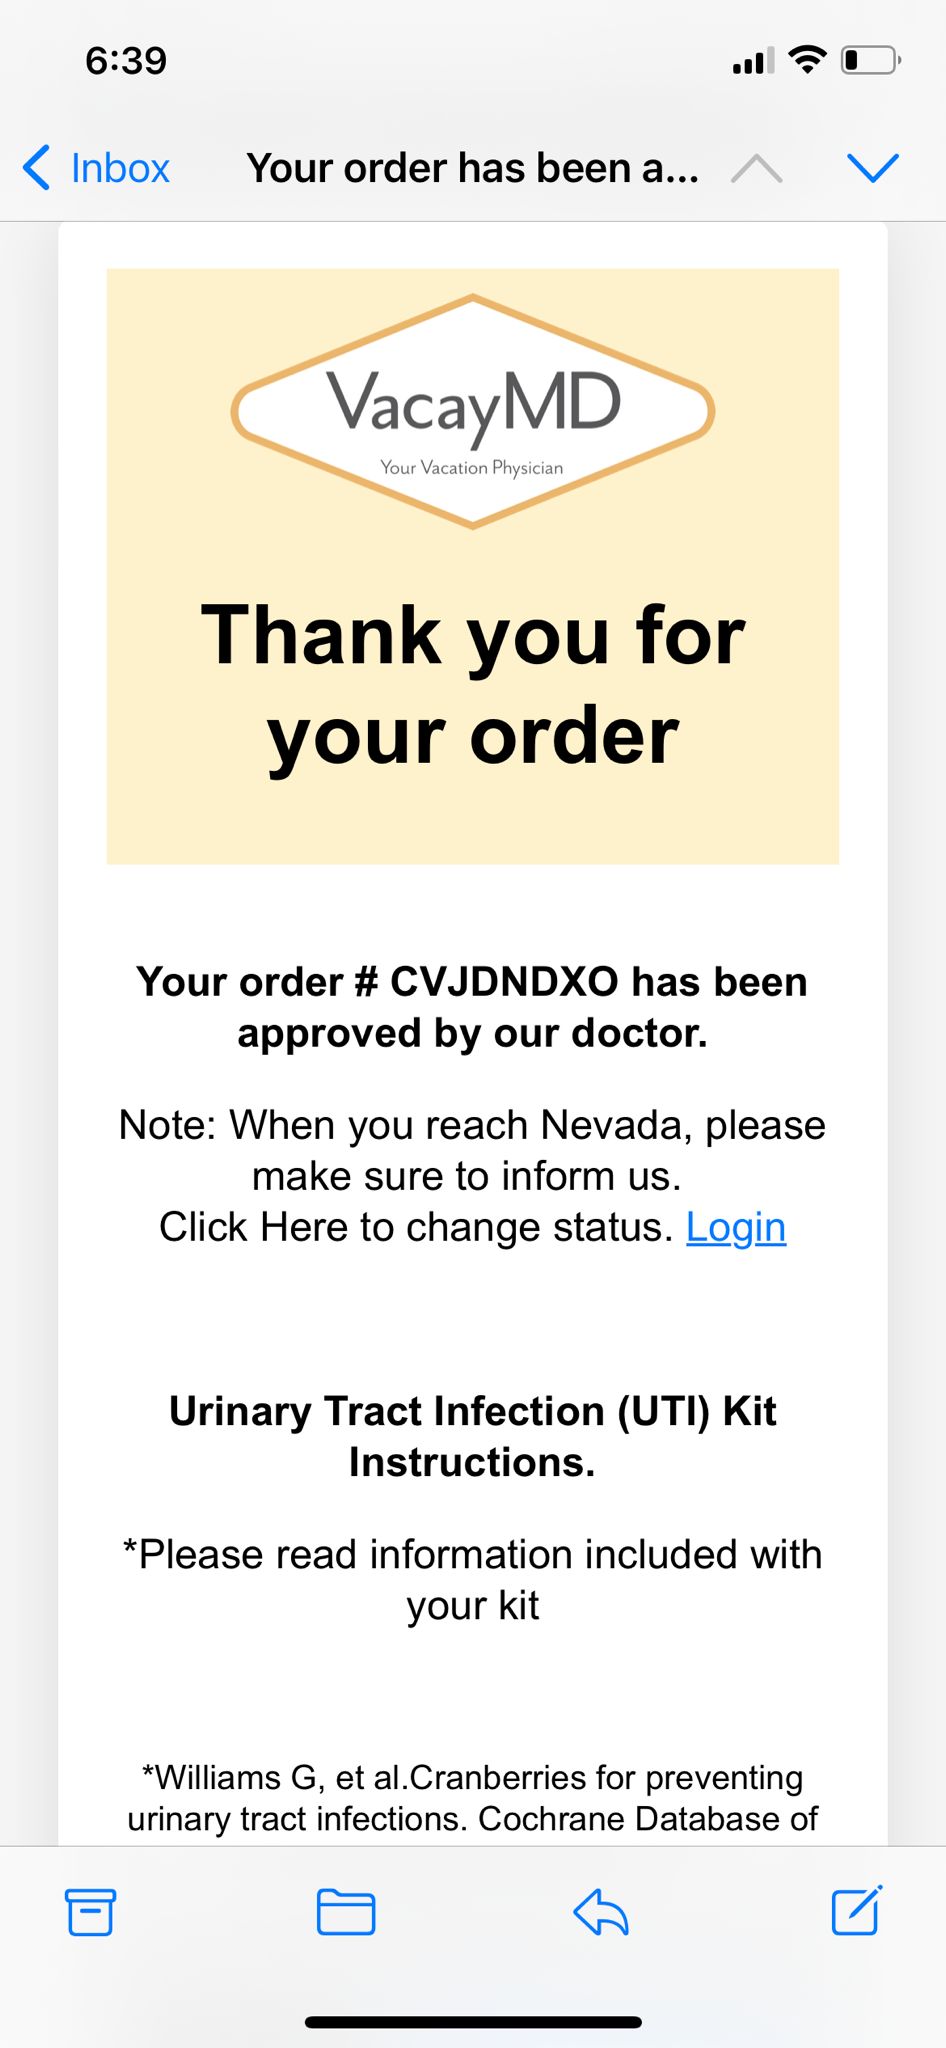 6:39
Inbox
Your order has been a...
VacayMD
Your Vacation Physician
Thank you for
your order
Your order # CVJDNDXO has been
approved by our doctor.
Note: When you reach Nevada, please
make sure to inform us.
Click Here to change status. Login
Urinary Tract Infection (UTI) Kit
Instructions.
*Please read information included with
your kit
*Williams G, et al.Cranberries for preventing
urinary tract infections. Cochrane Database of